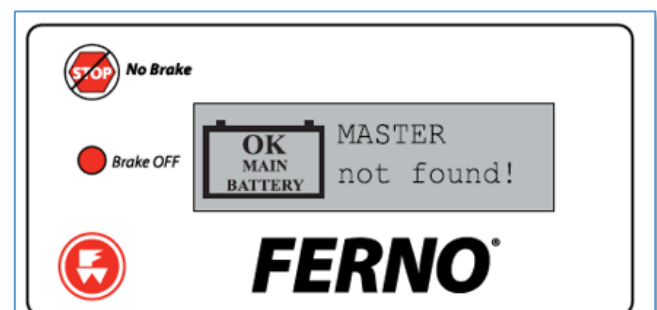 STOP
No Brake
Brake OFF
OK
MAIN
BATTERY
MASTER
not found!
FERNO®